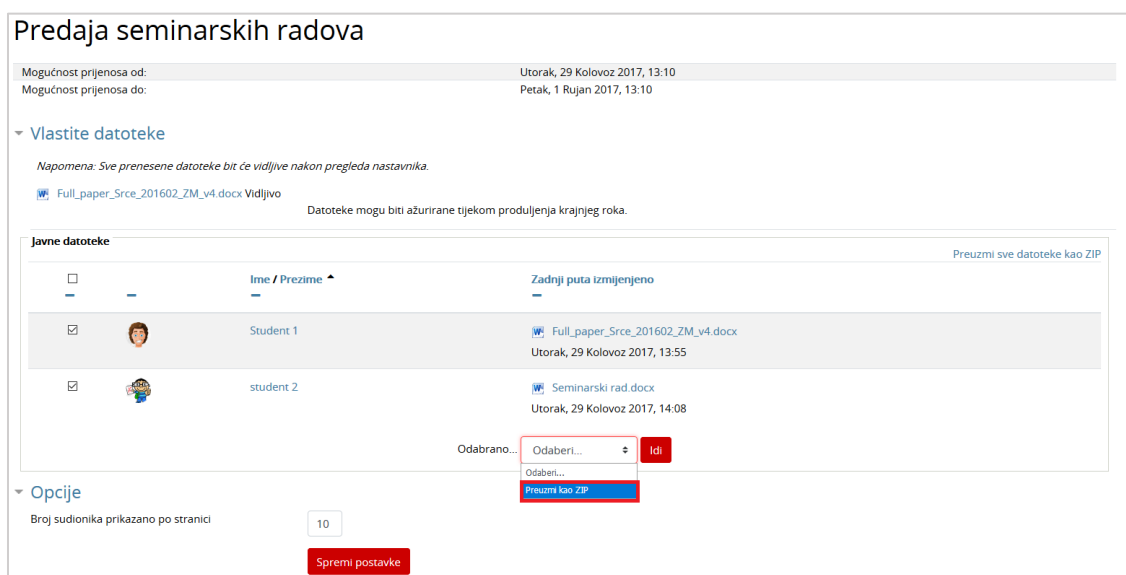 Predaja seminarskih radova
Mogućnost prijenosa od: Utorak, 29 Kolovoz 2017, 13:10
Mogućnost prijenosa do: Petak, 1 Rujan 2017, 13:10
Vlastite datoteke
Napomena: Sve prenesene datoteke bit će vidljive nakon pregleda nastavnika.
Full_paper_Srce_201602_ZM_v4.docx Vidljivo
Datoteke mogu biti ažurirane tijekom produljenja krajnjeg roka.
Javne datoteke
Preuzmi sve datoteke kao ZIP
Ime / Prezime Zadnji puta izmijenjeno
Student 1 Full_paper_Srce_201602_ZM_v4.docx
Utorak, 29 Kolovoz 2017, 13:55
student 2 Seminarski rad.docx
Utorak, 29 Kolovoz 2017, 14:08
Odabrano... Odaberi... Idi
Odaberi...
Preuzmi kao ZIP
Opcije
Broj sudionika prikazano po stranici 10
Spremi postavke